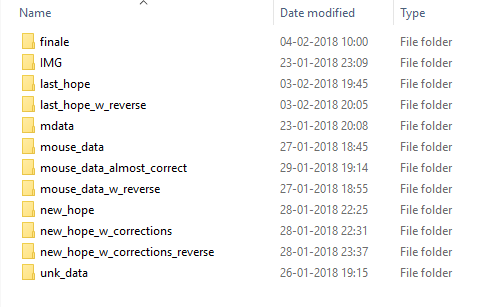 Name Date modified Type
finale 04-02-2018 10:00 File folder
IMG 23-01-2018 23:09 File folder
last_hope 03-02-2018 19:45 File folder
last_hope_w_reverse 03-02-2018 20:05 File folder
mdata 23-01-2018 20:08 File folder
mouse_data 27-01-2018 18:45 File folder
mouse_data_almost_correct 29-01-2018 19:14 File folder
mouse_data_w_reverse 27-01-2018 18:55 File folder
new_hope 28-01-2018 22:25 File folder
new_hope_w_corrections 28-01-2018 22:31 File folder
new_hope_w_corrections_reverse 28-01-2018 23:37 File folder
unk_data 26-01-2018 19:15 File folder